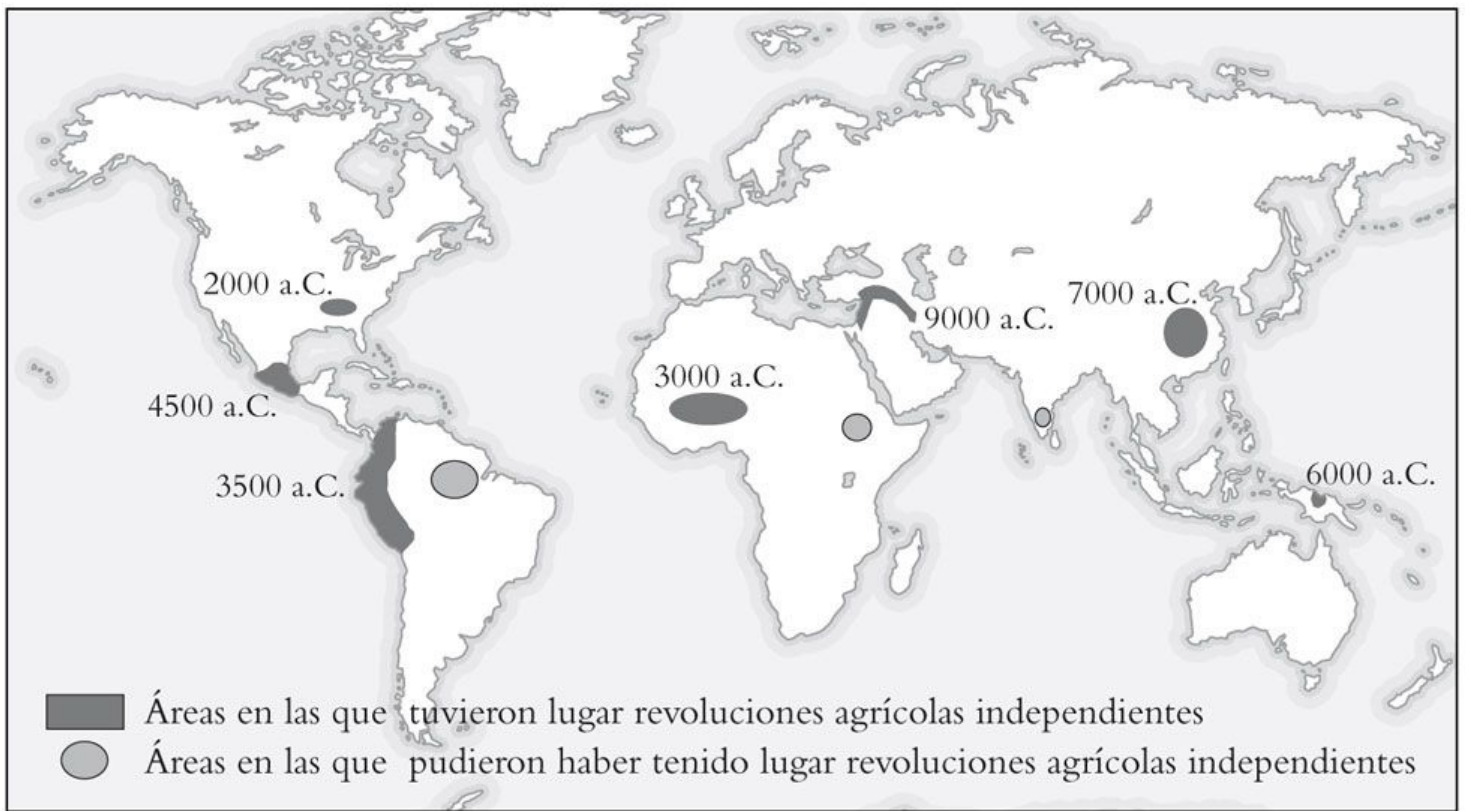 2000 a.C.
7000 a.C.
9000 a.C.
3000 a.C.
4500 a.C.
6000 a.C.
3500 a.C.
Áreas en las que tuvieron lugar revoluciones agrícolas independientes
Áreas en las que pudieron haber tenido lugar revoluciones agrícolas independientes